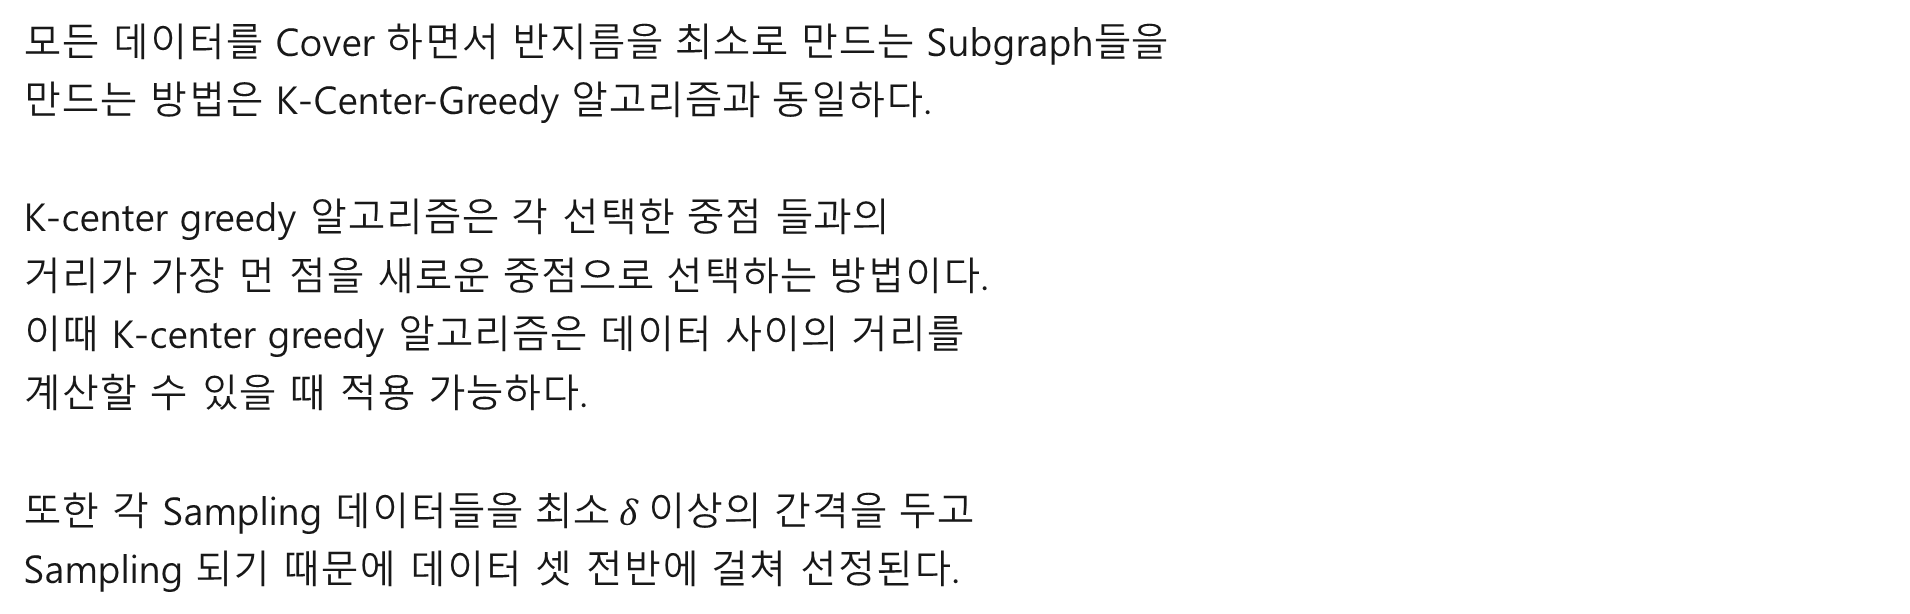 모든 데이터를 Cover 하면서 반지름을 최소로 만드는 Subgraph들을
만드는 방법은 K-Center-Greedy 알고리즘과 동일하다.
K-center greedy 알고리즘은 각 선택한 중점 들과의
거리가 가장 먼 점을 새로운 중점으로 선택하는 방법이다.
이때 K-center greedy 알고리즘은 데이터 사이의 거리를
계산할 수 있을 때 적용 가능하다.
또한 각 Sampling 데이터들을 최소 δ 이상의 간격을 두고
Sampling 되기 때문에 데이터 셋 전반에 걸쳐 선정된다.